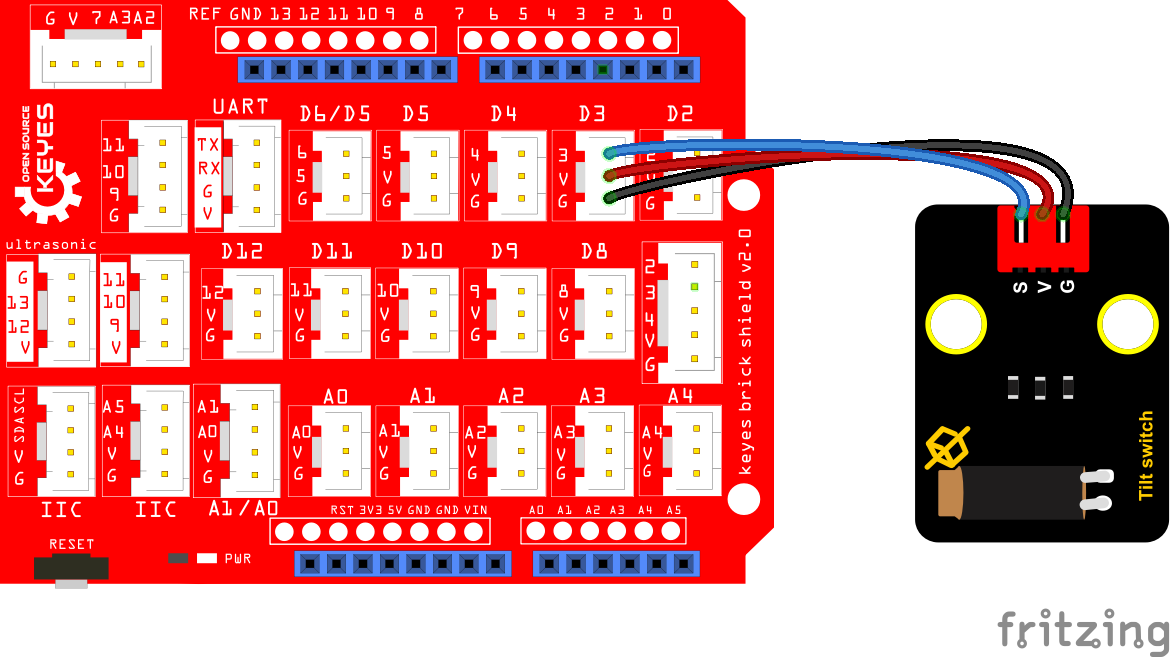 G V 7 A3 A2
REF GND 13 12 11 10 9 8 7 6 5 4 3 2 1 0
OPEN SOURCE
KEYES
UART D6/D5 D5 D4 D3 D2
11
10
9
G
TX
RX
G
V
6
5
G
5
V
G
4
V
G
3
V
G
2
G
ultrasonic
G
13
12
V
11
10
9
V
D12 D11 D10 D9 D8
12
V
G
11
V
G
10
V
G
9
V
G
8
V
G
2
3
4
V
G
keyes brick shield v2.0
SCL
SDA
V
G
IIC
A5
A4
V
G
IIC
A1
A0
V
G
A1/A0
A0 A1 A2 A3 A4
A0
V
G
A1
V
G
A2
V
G
A3
V
G
A4
V
G
RST 3V3 5V GND GND VIN A0 A1 A2 A3 A4 A5
RESET
PWR
S V G
Tilt switch
fritzing